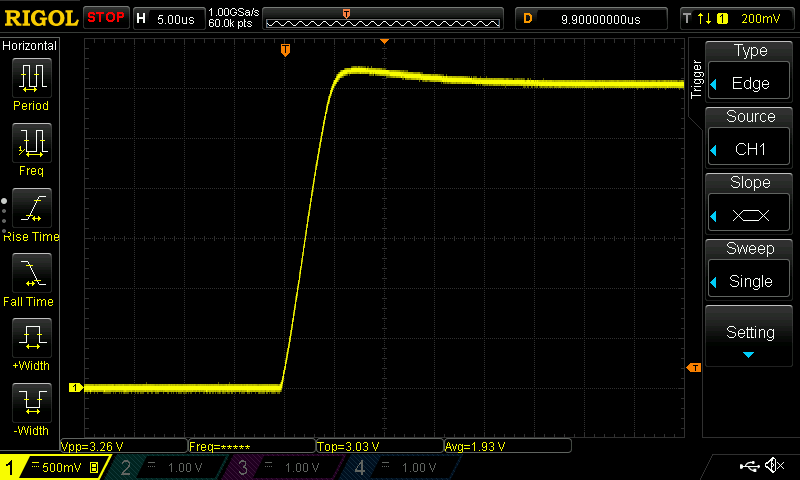 RIGOL STOP H 5.00us 1.00GSa/s 60.0k pts T D 9.90000000us T 1 200mV
Horizontal
Period
Freq
Rise Time
Fall Time
+Width
-Width
T
1
T
Trigger
Type
Edge
Source
CH1
Slope
Sweep
Single
Setting
Vpp=3.26 V Freq=***** Top=3.03 V Avg=1.93 V
1 500mV B 2 1.00 V 3 1.00 V 4 1.00 V